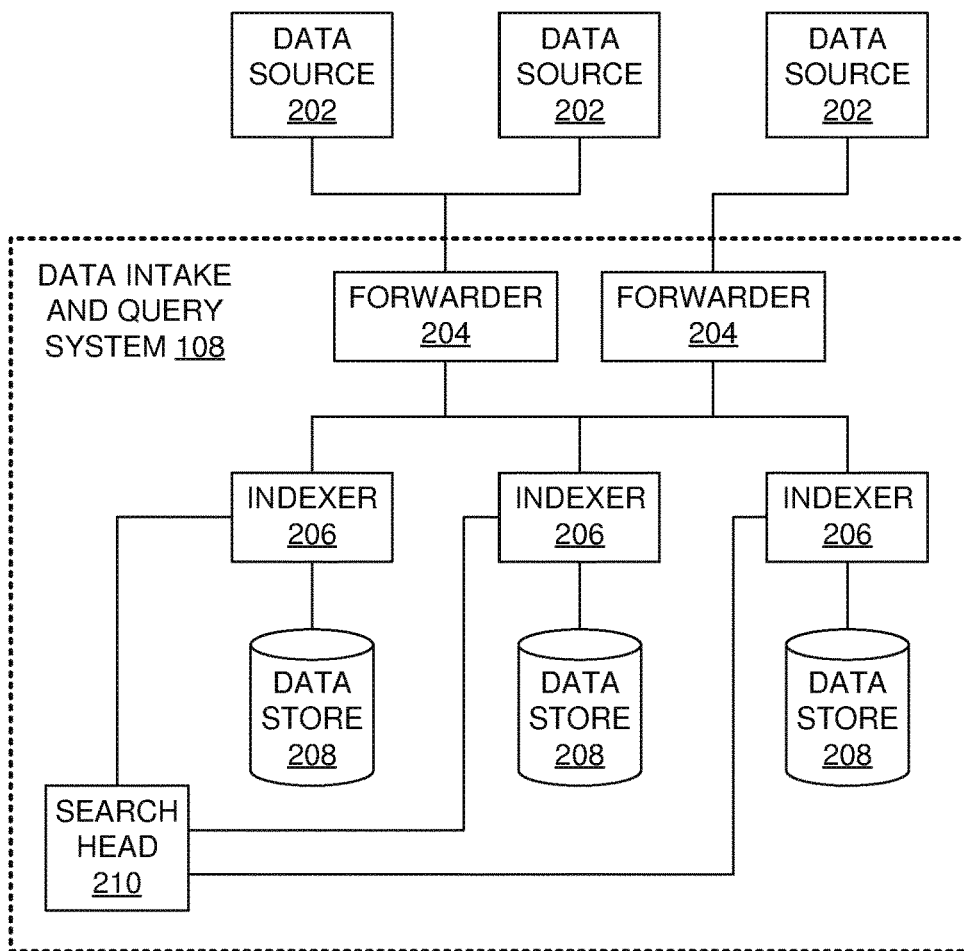 DATA
SOURCE
202
DATA
SOURCE
202
DATA
SOURCE
202
DATA INTAKE
AND QUERY
SYSTEM 108
FORWARDER
204
FORWARDER
204
INDEXER
206
INDEXER
206
INDEXER
206
DATA
STORE
208
DATA
STORE
208
DATA
STORE
208
SEARCH
HEAD
210